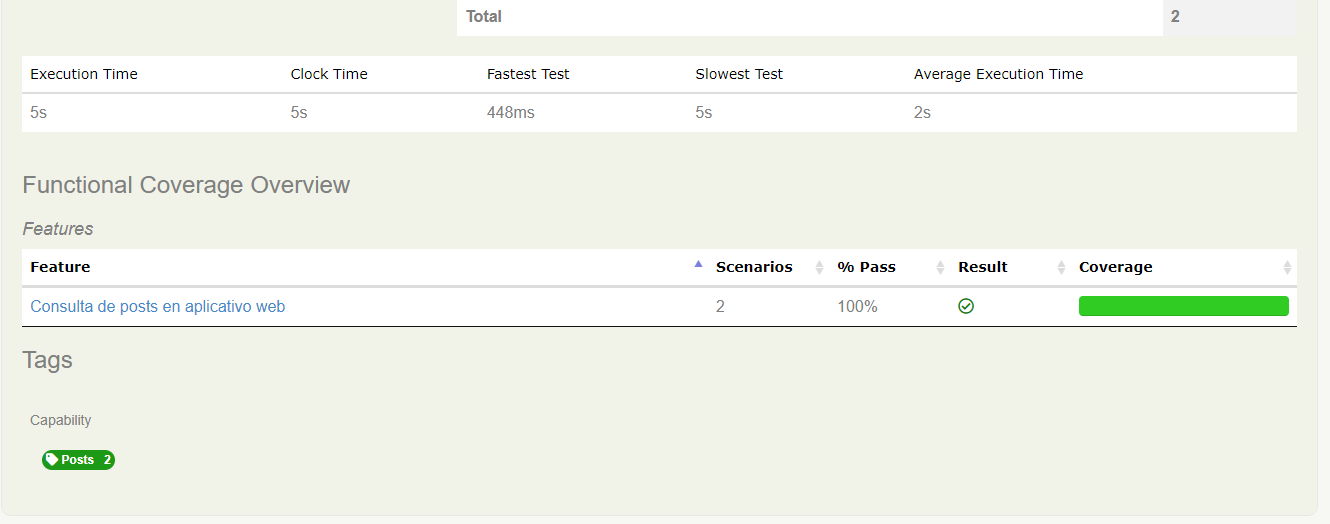 Total 2
Execution Time Clock Time Fastest Test Slowest Test Average Execution Time
5s 5s 448ms 5s 2s
Functional Coverage Overview
Features
Feature Scenarios % Pass Result Coverage
Consulta de posts en aplicativo web 2 100%
Tags
Capability
Posts 2